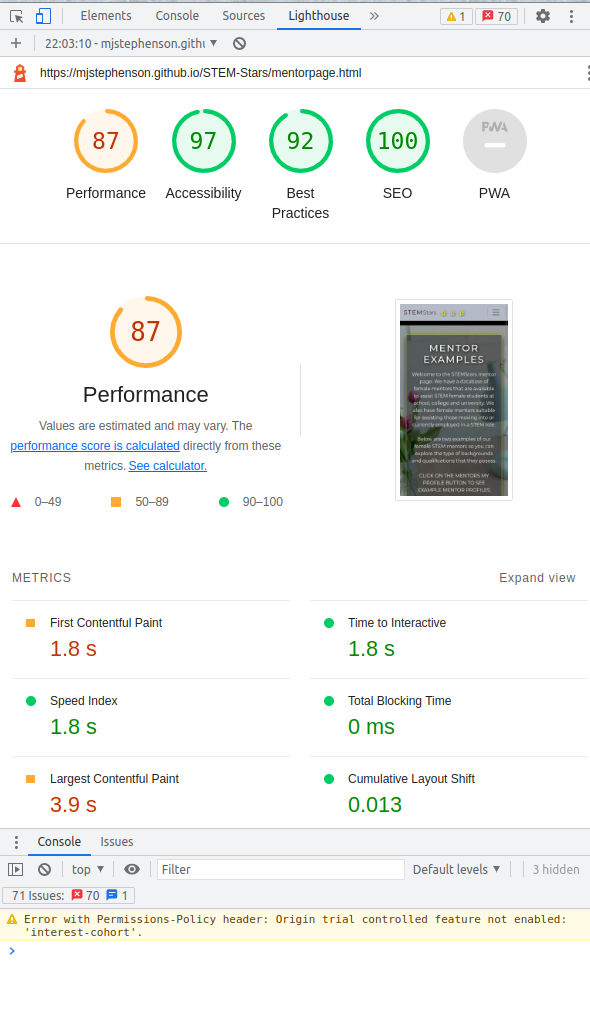 Elements Console Sources Lighthouse » 1 70
22:03:10 - mjstephenson.githu
https://mjstephenson.github.io/STEM-Stars/mentorpage.html
87 97 92 100 PWA
Performance Accessibility Best Practices SEO PWA
87
Performance
Values are estimated and may vary. The
performance score is calculated directly from these
metrics. See calculator.
0–49 50–89 90–100
STEMStars
MENTOR
EXAMPLES
Welcome to the STEMStars mentor
page. We have a database of
female mentors that are available
to assist STEM female students at
school, college and university. We
also have female mentors suitable
for assisting those moving into or
currently employed in a STEM role.
Below are two examples of our
female STEM mentors so you can
explore the type of backgrounds
and qualifications that they posses.
CLICK ON THE MENTORS MY
PROFILE BUTTON TO SEE
EXAMPLE MENTOR PROFILES.
METRICS Expand view
First Contentful Paint Time to Interactive
1.8 s 1.8 s
Speed Index Total Blocking Time
1.8 s 0 ms
Largest Contentful Paint Cumulative Layout Shift
3.9 s 0.013
Console Issues
top Filter Default levels 3 hidden
71 Issues: 70 1
Error with Permissions-Policy header: Origin trial controlled feature not enabled:
'interest-cohort'.